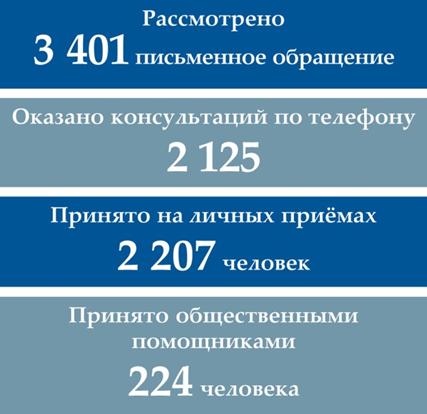 Рассмотрено
3 401 письменное обращение
Оказано консультаций по телефону
2 125
Принято на личных приёмах
2 207 человек
Принято общественными
помощниками
224 человека